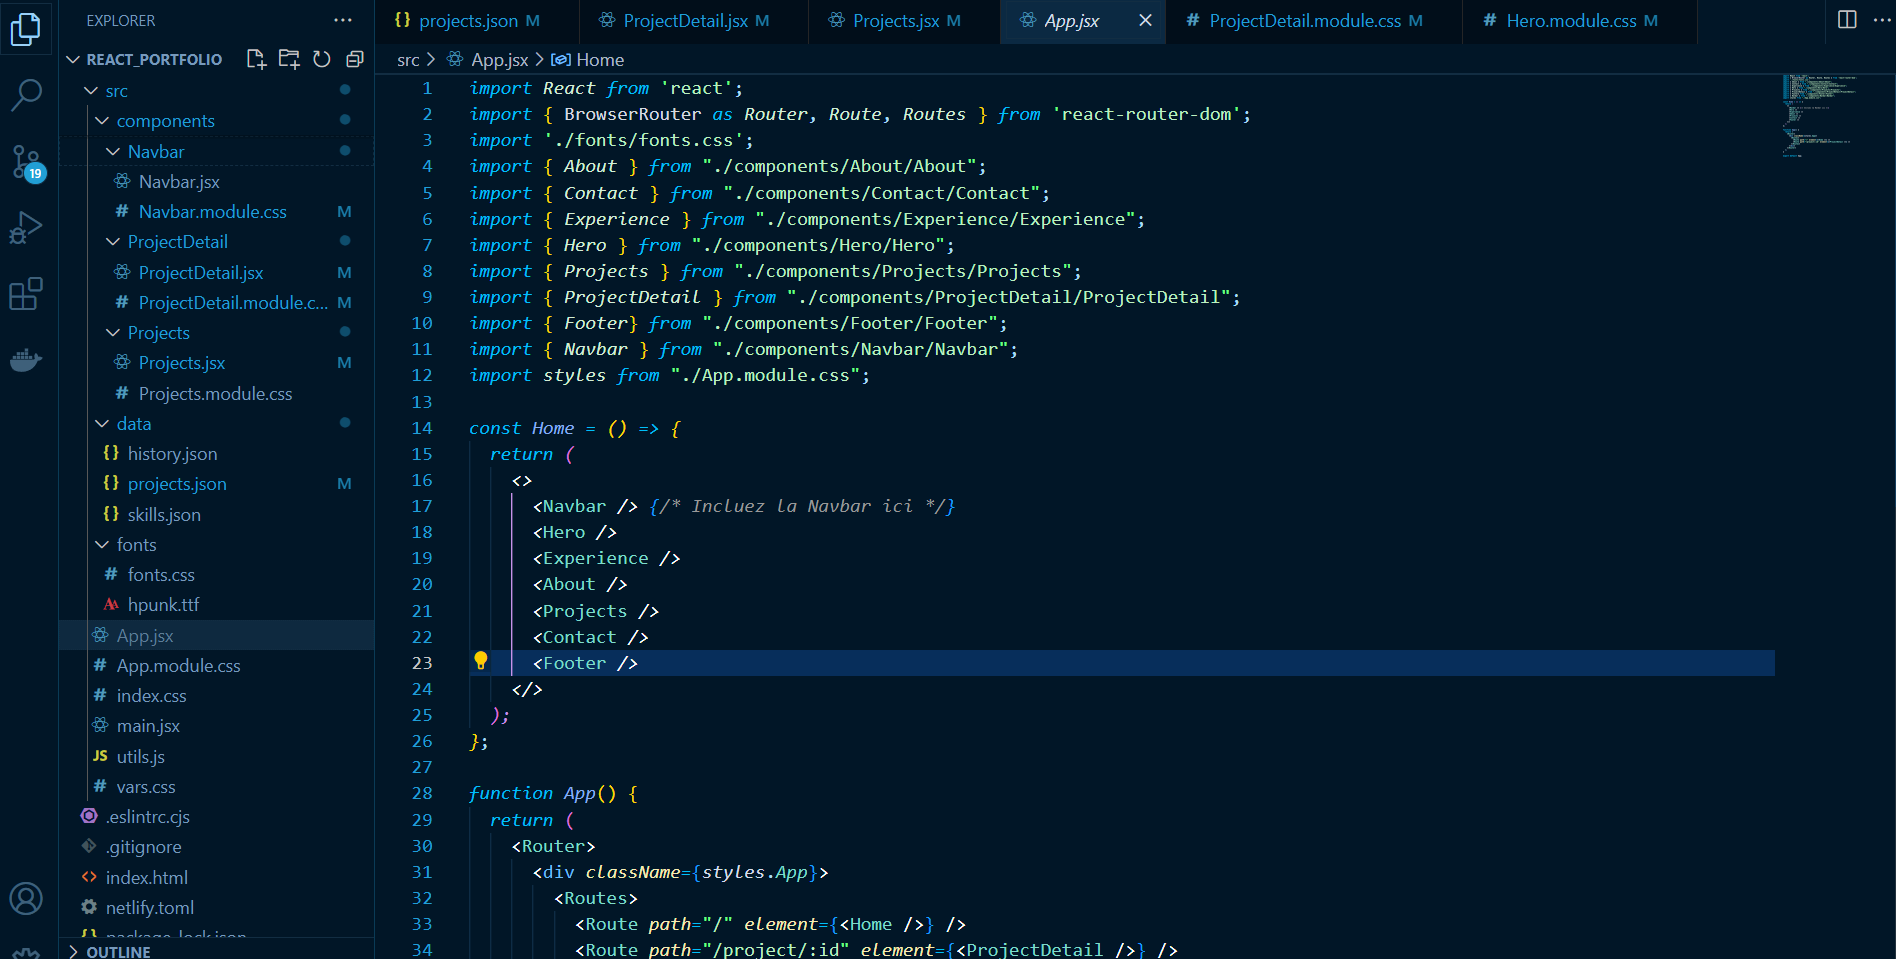 EXPLORER
REACT_PORTFOLIO
src
components
Navbar
Navbar.jsx
Navbar.module.css M
ProjectDetail
ProjectDetail.jsx M
ProjectDetail.module.c... M
Projects
Projects.jsx M
Projects.module.css
data
history.json
projects.json M
skills.json
fonts
fonts.css
hpunk.ttf
App.jsx
App.module.css
index.css
main.jsx
JS utils.js
vars.css
.eslintrc.cjs
.gitignore
index.html
netlify.toml
package-lock.json
OUTLINE
19
projects.json M
ProjectDetail.jsx M
Projects.jsx M
App.jsx
ProjectDetail.module.css M
Hero.module.css M
src > App.jsx > Home
1 import React from 'react';
2 import { BrowserRouter as Router, Route, Routes } from 'react-router-dom';
3 import './fonts/fonts.css';
4 import { About } from "./components/About/About";
5 import { Contact } from "./components/Contact/Contact";
6 import { Experience } from "./components/Experience/Experience";
7 import { Hero } from "./components/Hero/Hero";
8 import { Projects } from "./components/Projects/Projects";
9 import { ProjectDetail } from "./components/ProjectDetail/ProjectDetail";
10 import { Footer} from "./components/Footer/Footer";
11 import { Navbar } from "./components/Navbar/Navbar";
12 import styles from "./App.module.css";
13
14 const Home = () => {
15 return (
16 <>
17 <Navbar /> {/* Incluez la Navbar ici */}
18 <Hero />
19 <Experience />
20 <About />
21 <Projects />
22 <Contact />
23 <Footer />
24 </>
25 );
26 };
27
28 function App() {
29 return (
30 <Router>
31 <div className={styles.App}>
32 <Routes>
33 <Route path="/" element={<Home />} />
34 <Route path="/project/:id" element={<ProjectDetail />} />